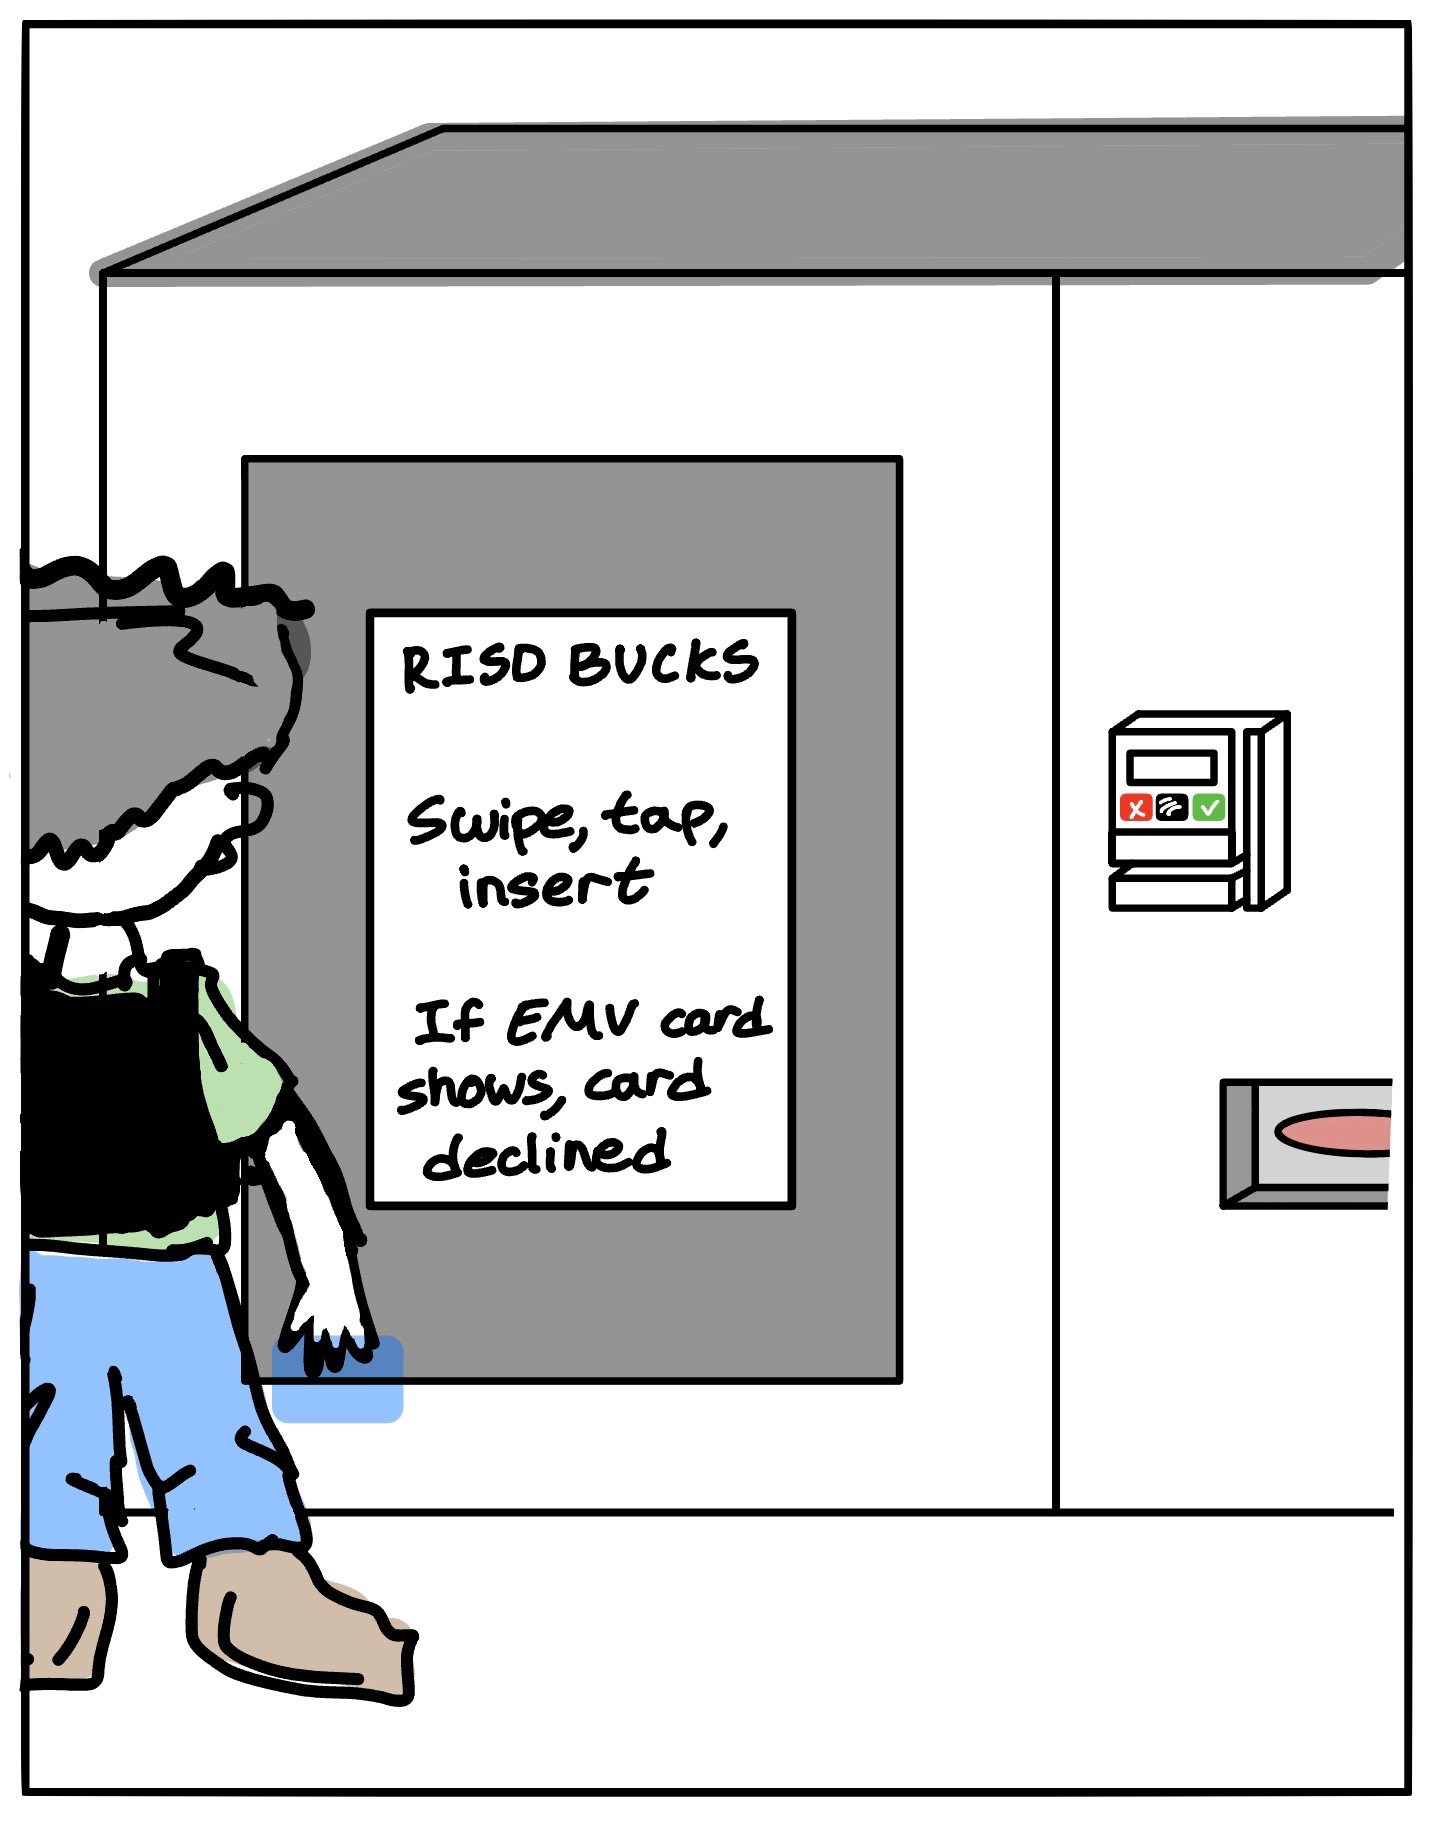 RISD BUCKS
Swipe, tap,
insert
If EMV card
shows, card
declined